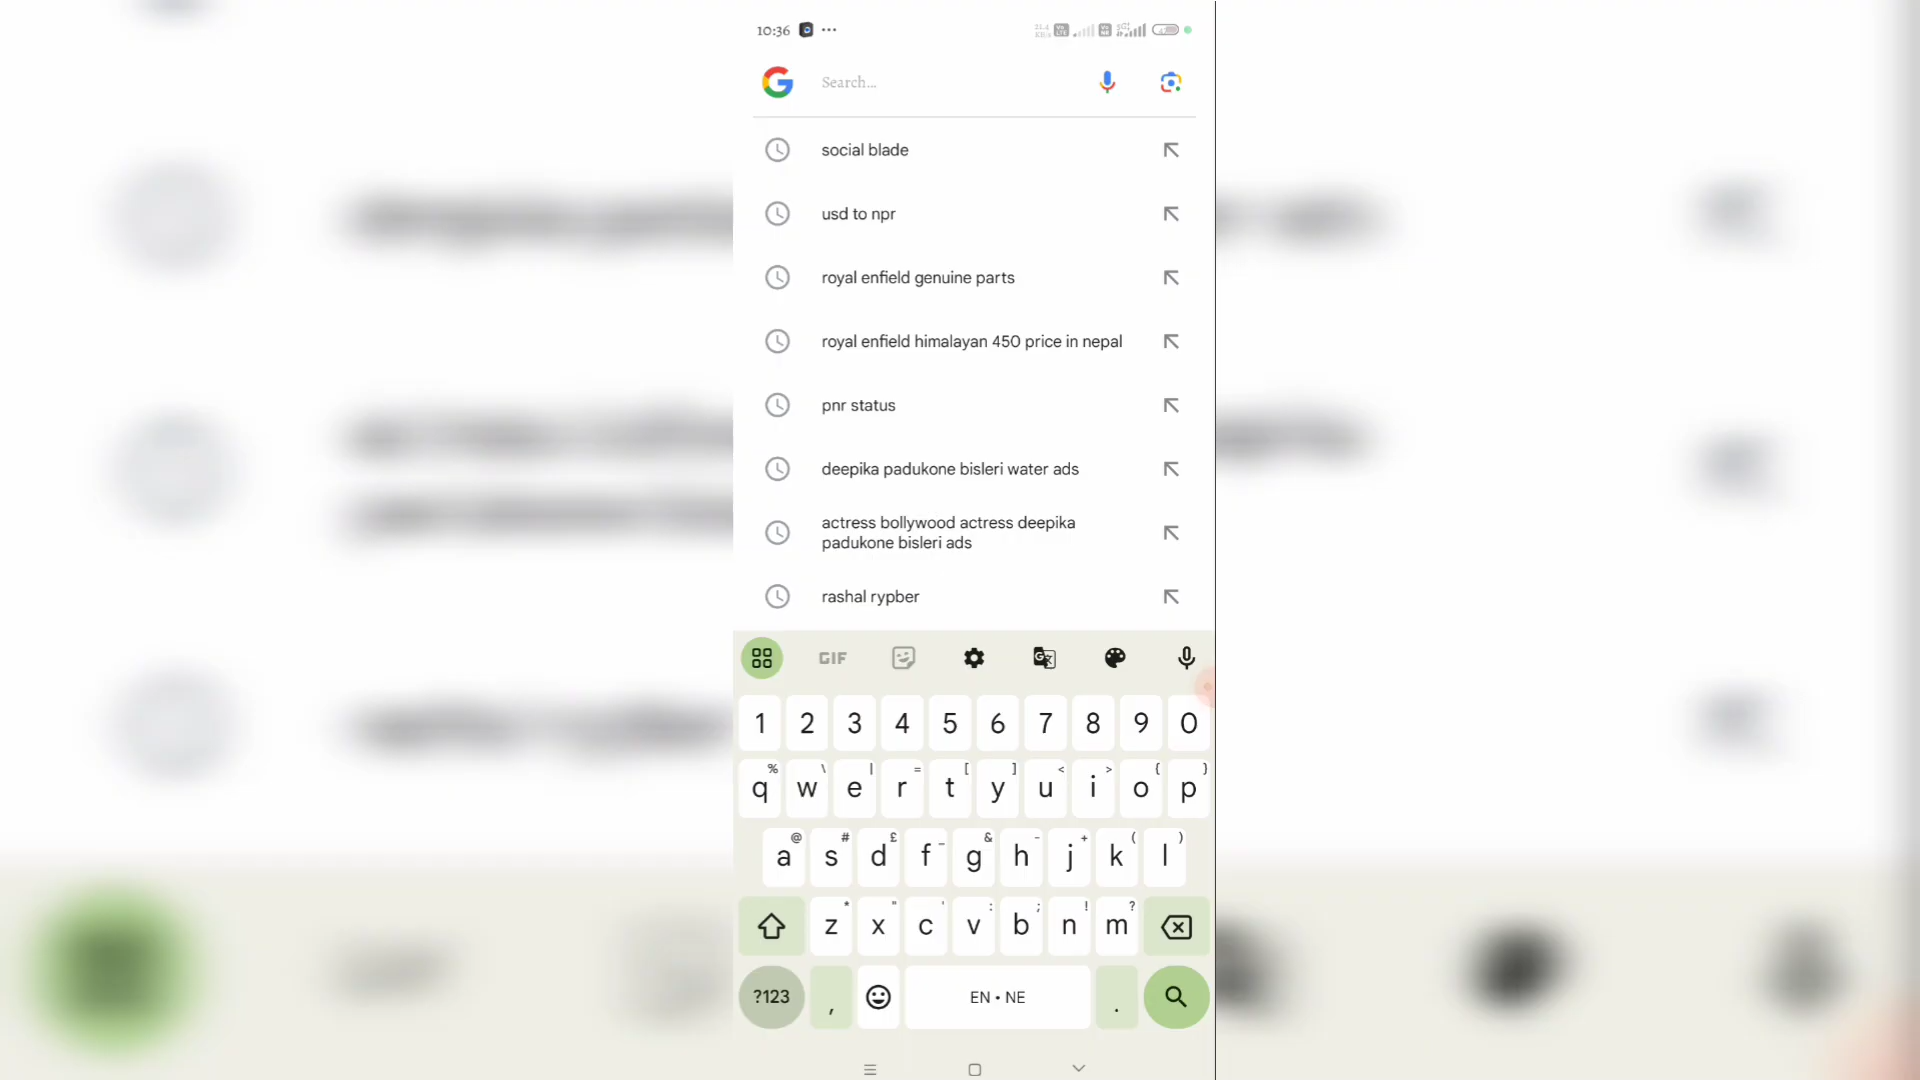 10:36
Search...
social blade
usd to npr
royal enfield genuine parts
royal enfield himalayan 450 price in nepal
pnr status
deepika padukone bisleri water ads
actress bollywood actress deepika
padukone bisleri ads
rashal rypber
GIF
1 2 3 4 5 6 7 8 9 0
% \ | = [ ] < > { }
q w e r t y u i o p
@ # £ _ & - + ( )
a s d f g h j k l
* " ' : ; ! ?
z x c v b n m
?123 , EN • NE .